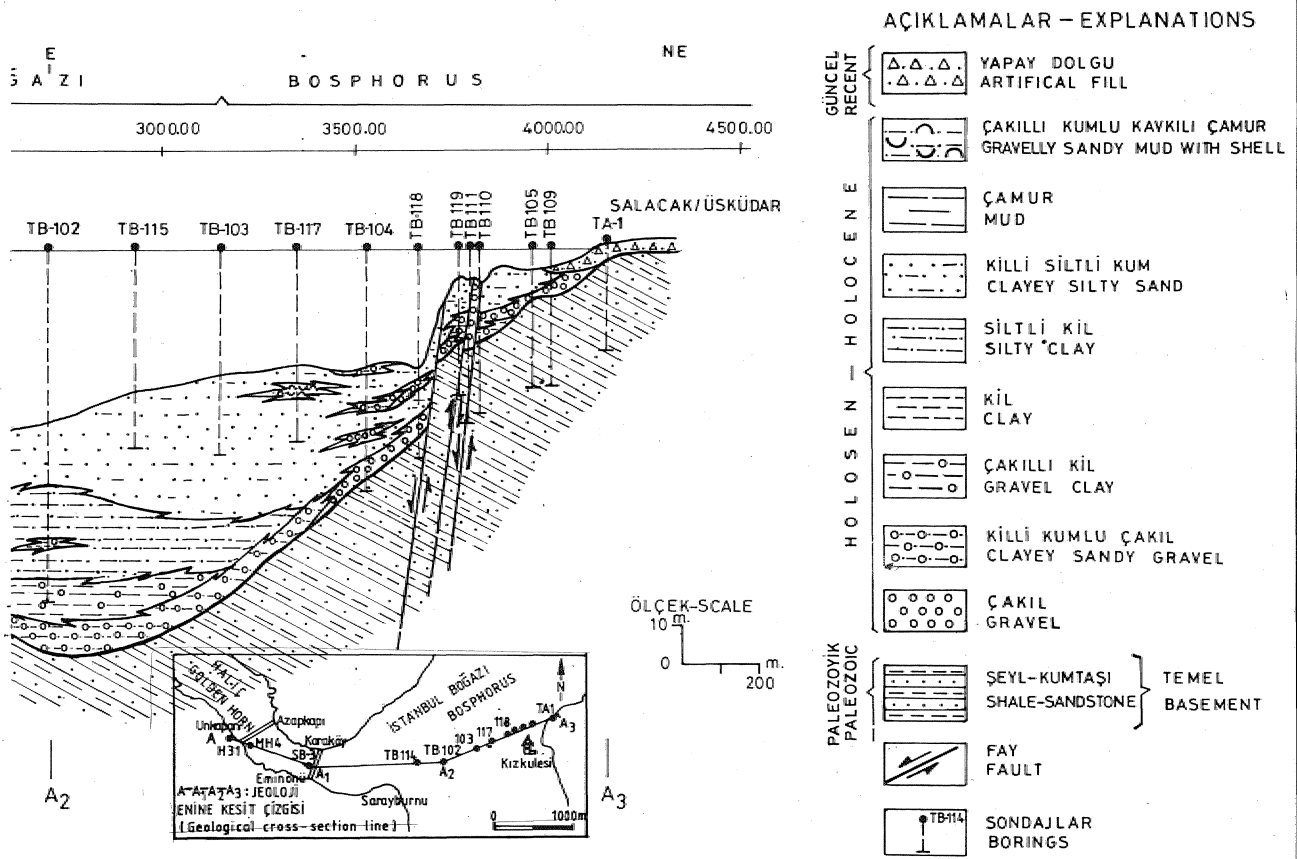 AÇIKLAMALAR – EXPLANATIONS
E
NE
ĞA'ZI
BOSPHORUS
3000.00
3500.00
4000.00
4500.00
TB-102
TB-115
TB-103
TB-117
TB-104
TB-118
TB119
TB111
TB110
TB105
TB109
TA-1
SALACAK/ÜSKÜDAR
GÜNCEL
RECENT
YAPAY DOLGU
ARTIFICAL FILL
HOLOSEN – HOLOCENE
ÇAKILLI KUMLU KAVKILI ÇAMUR
GRAVELLY SANDY MUD WITH SHELL
ÇAMUR
MUD
KİLLİ SİLTLİ KUM
CLAYEY SILTY SAND
SİLTLİ KİL
SILTY CLAY
KİL
CLAY
ÇAKILLI KİL
GRAVEL CLAY
KİLLİ KUMLU ÇAKIL
CLAYEY SANDY GRAVEL
ÇAKIL
GRAVEL
PALEOZOYİK
PALEOZOIC
ŞEYL-KUMTAŞI
SHALE-SANDSTONE
TEMEL
BASEMENT
FAY
FAULT
TB-114
SONDAJLAR
BORINGS
ÖLÇEK-SCALE
10 m.
0
m.
200
A2
A3
HALİÇ
GOLDEN HORN
İSTANBUL BOĞAZI
BOSPHORUS
N
Unkapanı
Azapkapı
A
H31
MH4
Karaköy
SB-3
A1
Eminönü
TB114
TB102
A2
103
117
118
TA1
A3
Kızkulesi
Sarayburnu
A-A1-A2-A3 : JEOLOJİ
ENİNE KESİT ÇİZGİSİ
(Geological cross-section line)
0
1000m